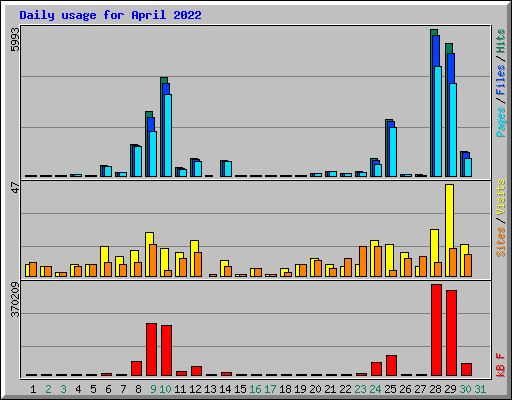 Daily usage for April 2022
5993
47
370209
Pages / Files / Hits
Sites / Visits
kB F
1 2 3 4 5 6 7 8 9 10 11 12 13 14 15 16 17 18 19 20 21 22 23 24 25 26 27 28 29 30 31